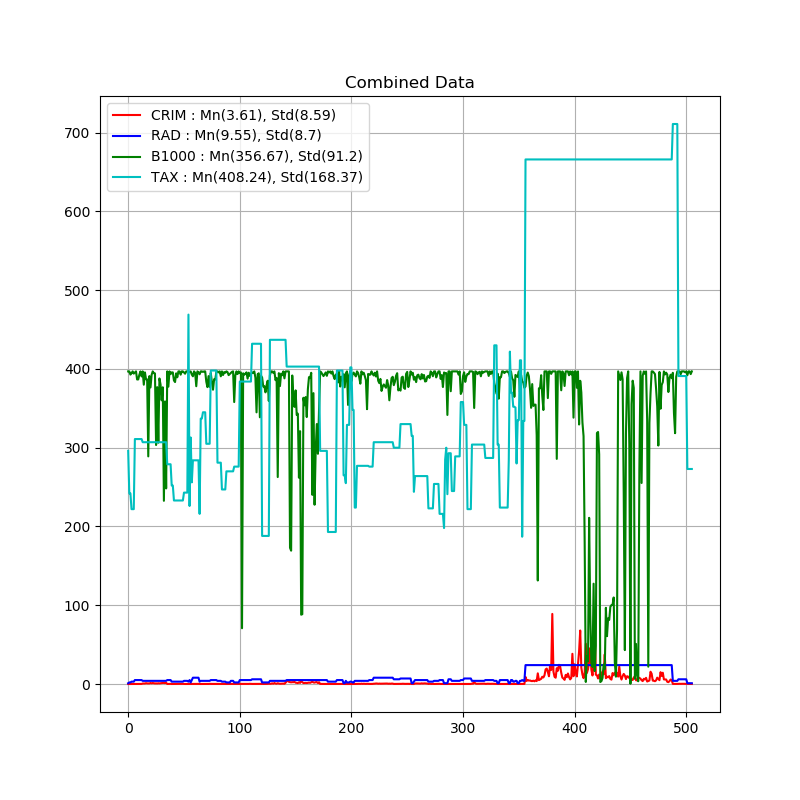 Combined Data
CRIM : Mn(3.61), Std(8.59)
RAD : Mn(9.55), Std(8.7)
B1000 : Mn(356.67), Std(91.2)
TAX : Mn(408.24), Std(168.37)
700
600
500
400
300
200
100
0
0 100 200 300 400 500